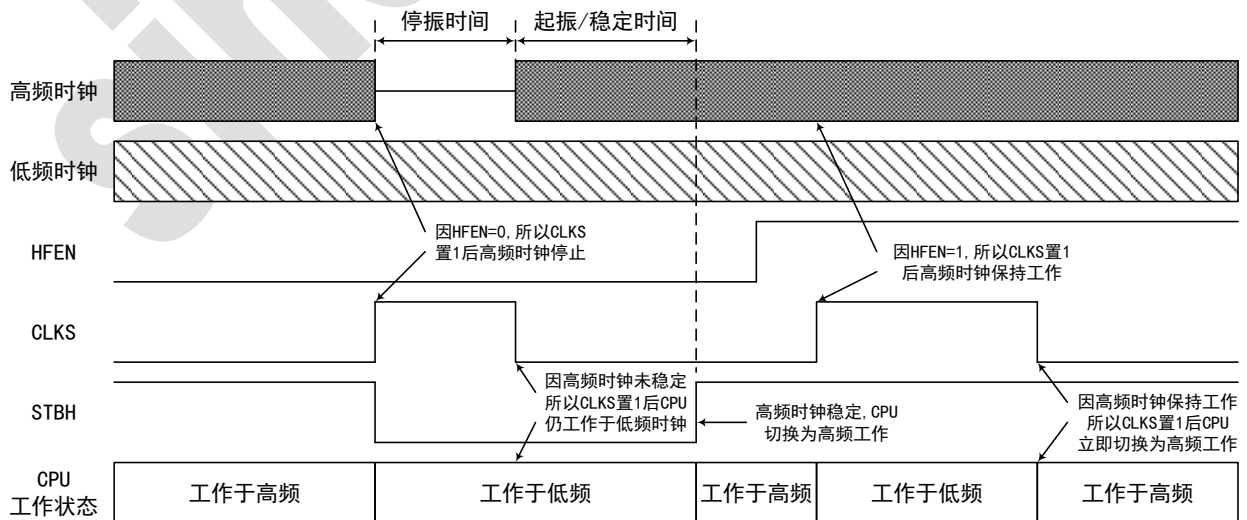 停振时间
起振/稳定时间
高频时钟
低频时钟
因HFEN=0,所以CLKS
置1后高频时钟停止
HFEN
因HFEN=1,所以CLKS置1
后高频时钟保持工作
CLKS
因高频时钟未稳定
所以CLKS置1后CPU
仍工作于低频时钟
STBH
高频时钟稳定,CPU
切换为高频工作
因高频时钟保持工作
所以CLKS置1后CPU
立即切换为高频工作
CPU
工作状态
工作于高频
工作于低频
工作于高频
工作于低频
工作于高频